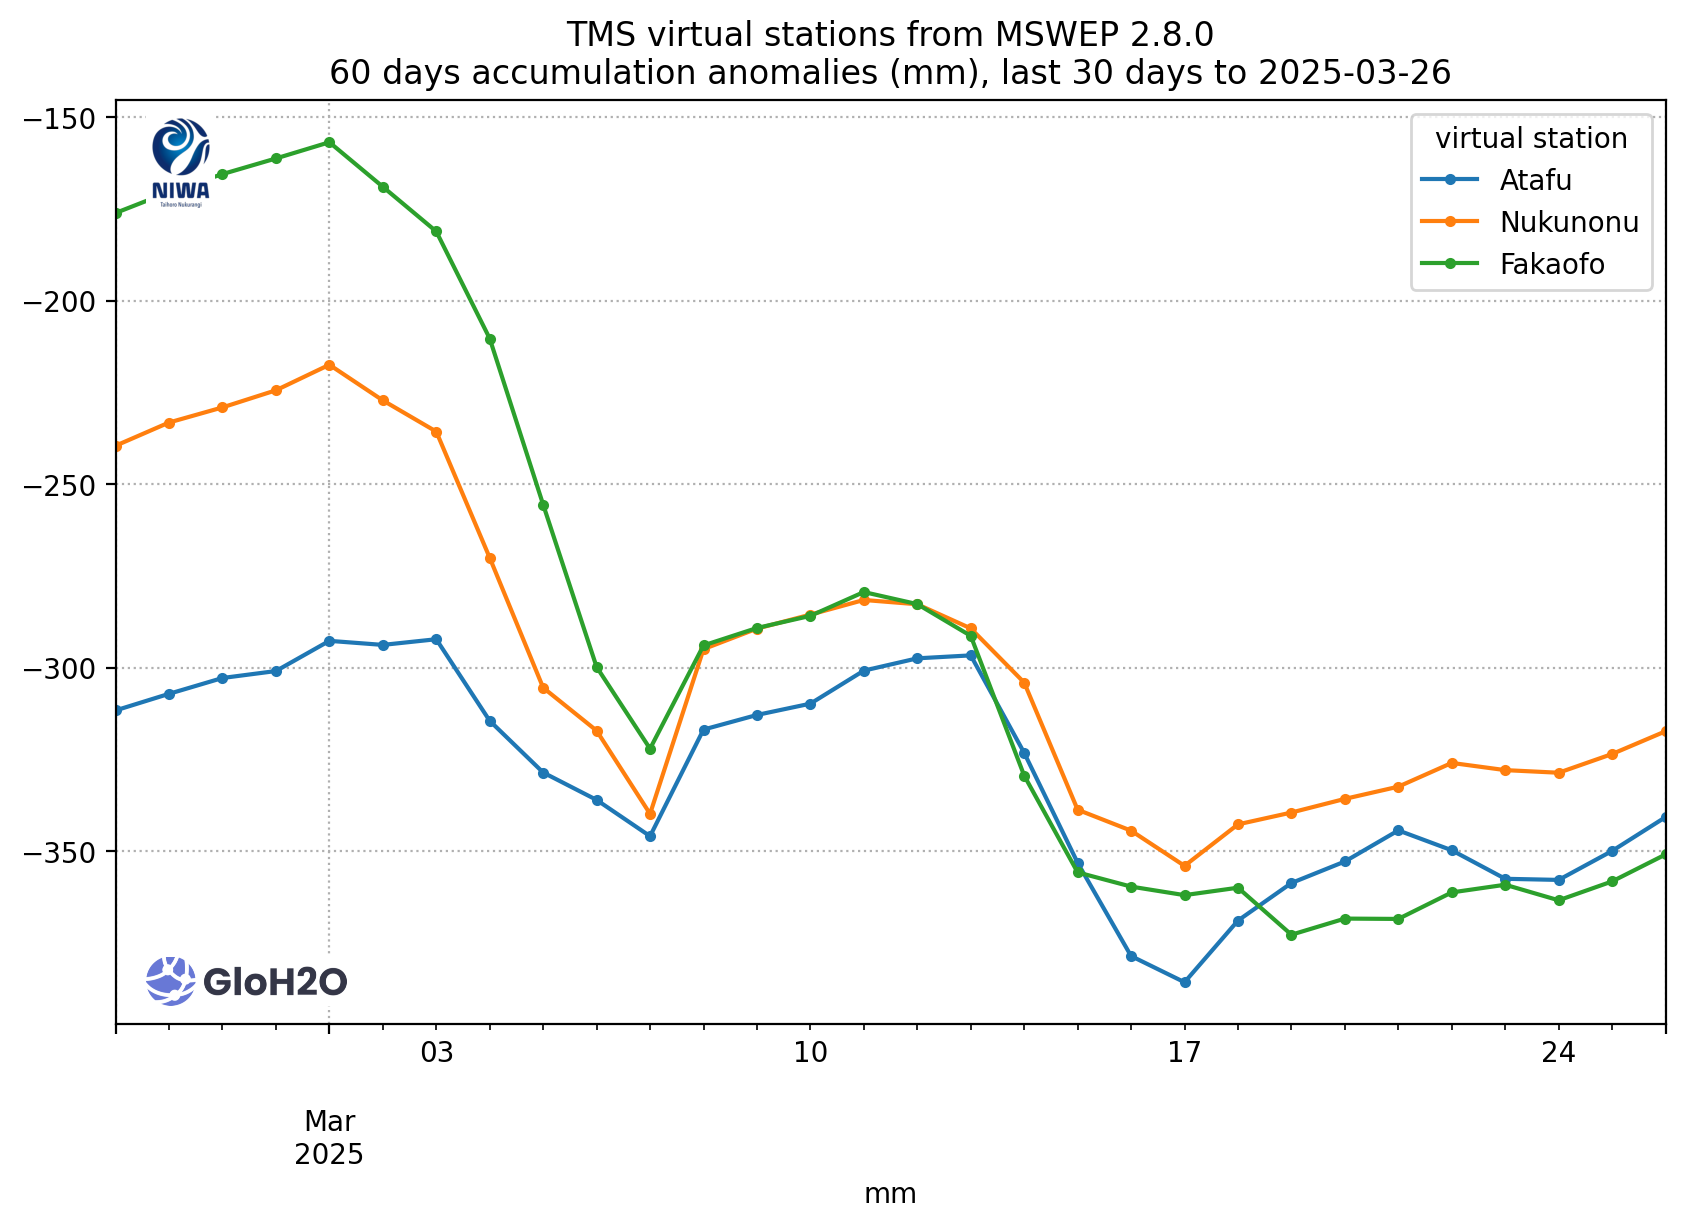 TMS virtual stations from MSWEP 2.8.0
60 days accumulation anomalies (mm), last 30 days to 2025-03-26
−150
−200
−250
−300
−350
NIWA
Taihoro Nukurangi
virtual station
Atafu
Nukunonu
Fakaofo
GloH2O
03
10
17
24
Mar
2025
mm